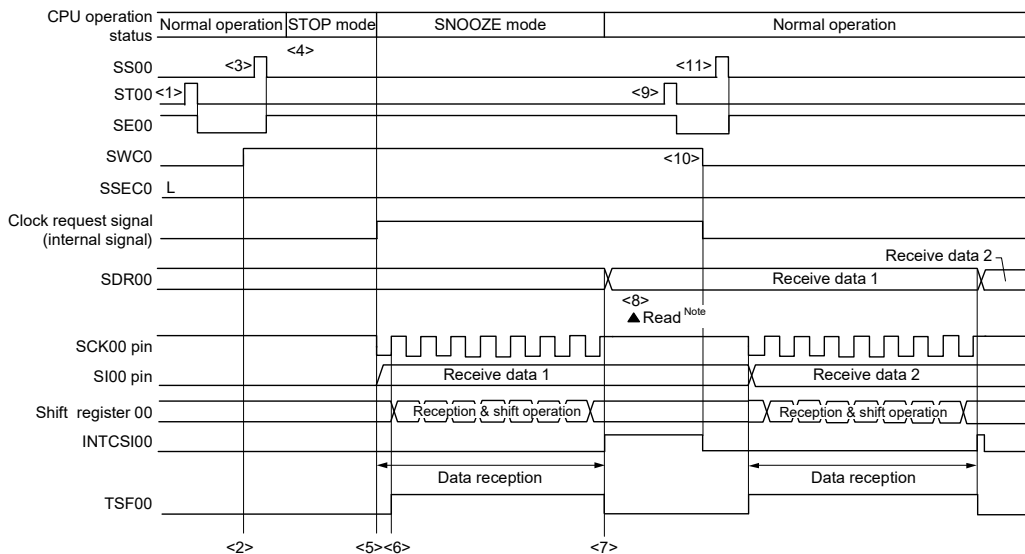 CPU operation status
Normal operation STOP mode SNOOZE mode Normal operation
<4>
SS00 <3> <11>
ST00 <1> <9>
SE00
SWC0 <10>
SSEC0 L
Clock request signal
(internal signal)
Receive data 2
SDR00 Receive data 1
<8>
▲Read Note
SCK00 pin
SI00 pin Receive data 1 Receive data 2
Shift register 00 Reception & shift operation Reception & shift operation
INTCSI00
Data reception Data reception
TSF00
<2> <5><6> <7>